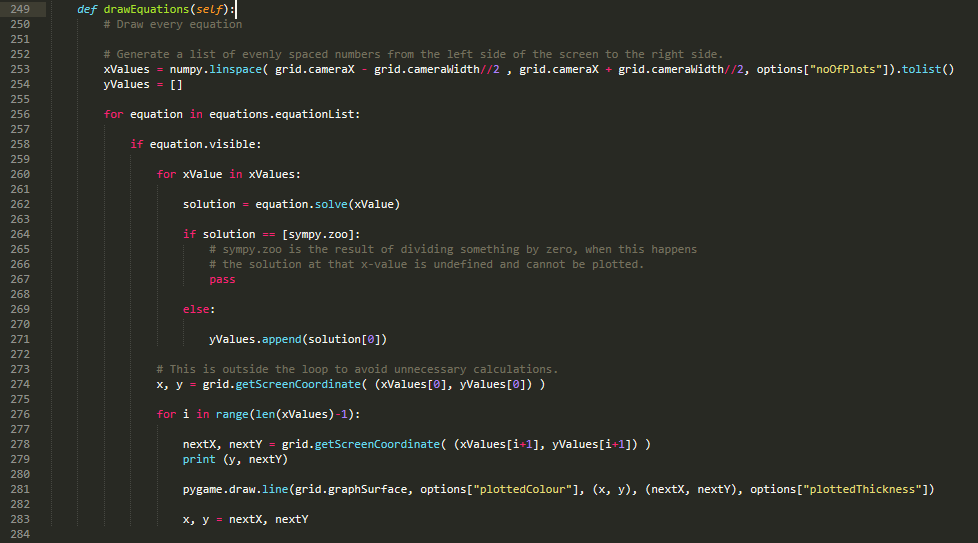 249 def drawEquations(self):
250 # Draw every equation
251
252 # Generate a list of evenly spaced numbers from the left side of the screen to the right side.
253 xValues = numpy.linspace( grid.cameraX - grid.cameraWidth//2 , grid.cameraX + grid.cameraWidth//2, options["noOfPlots"]).tolist()
254 yValues = []
255
256 for equation in equations.equationList:
257
258 if equation.visible:
259
260 for xValue in xValues:
261
262 solution = equation.solve(xValue)
263
264 if solution == [sympy.zoo]:
265 # sympy.zoo is the result of dividing something by zero, when this happens
266 # the solution at that x-value is undefined and cannot be plotted.
267 pass
268
269 else:
270
271 yValues.append(solution[0])
272
273 # This is outside the loop to avoid unnecessary calculations.
274 x, y = grid.getScreenCoordinate( (xValues[0], yValues[0]) )
275
276 for i in range(len(xValues)-1):
277
278 nextX, nextY = grid.getScreenCoordinate( (xValues[i+1], yValues[i+1]) )
279 print (y, nextY)
280
281 pygame.draw.line(grid.graphSurface, options["plottedColour"], (x, y), (nextX, nextY), options["plottedThickness"])
282
283 x, y = nextX, nextY
284